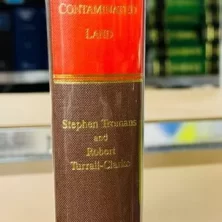 CONTAMINATED
LAND
Stephen Tromans
and
Robert
Turrall-Clarke